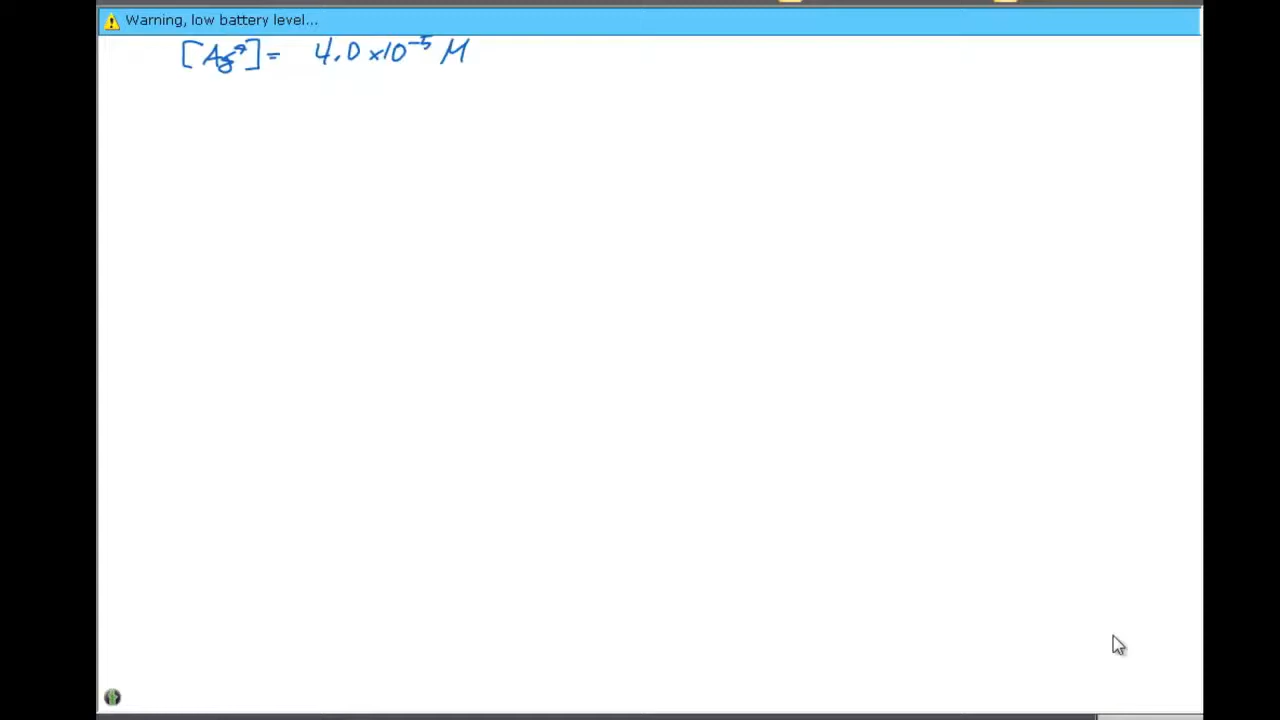 Warning, low battery level...
[Ag⁺] = 4.0 ×10⁻⁵ M